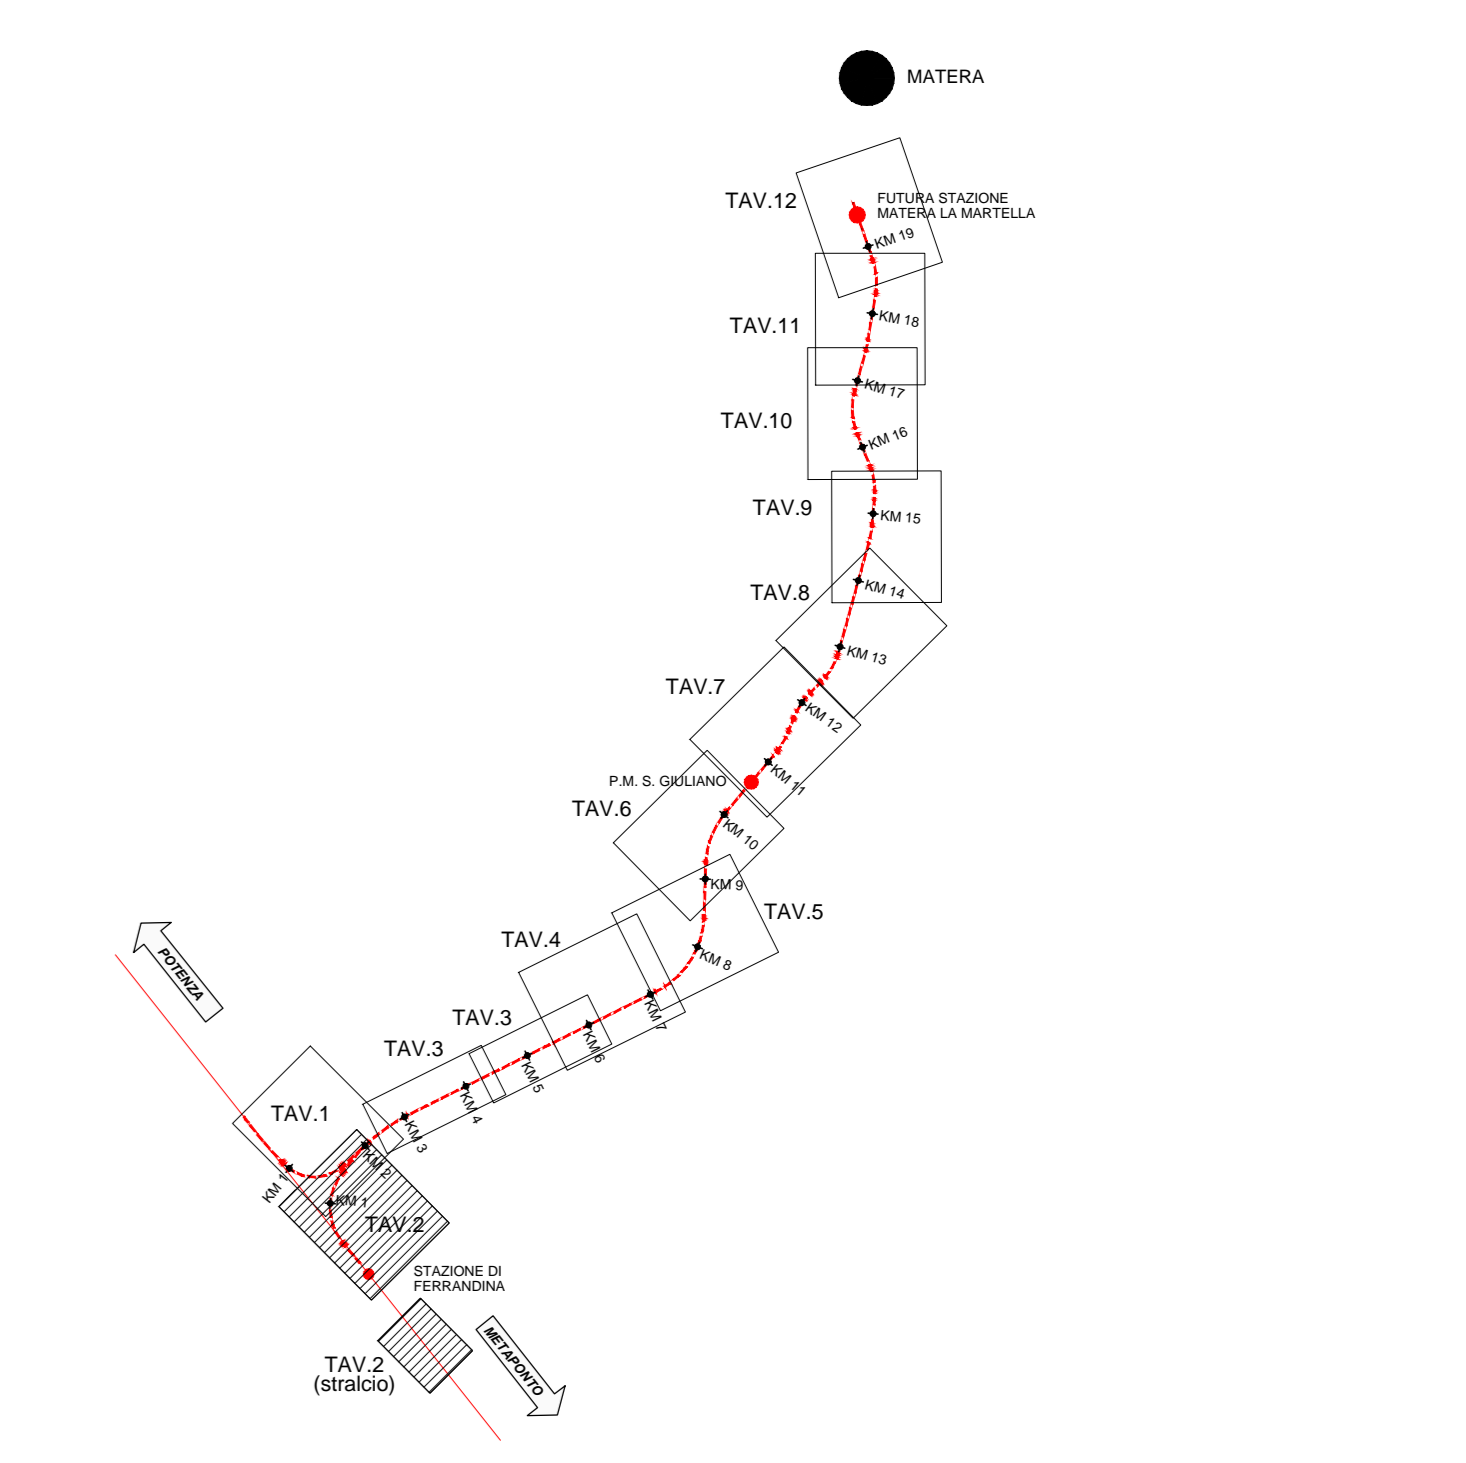 MATERA
TAV.12
FUTURA STAZIONE
MATERA LA MARTELLA
KM 19
TAV.11
KM 18
KM 17
TAV.10
KM 16
TAV.9
KM 15
TAV.8
KM 14
KM 13
TAV.7
KM 12
P.M. S. GIULIANO
KM 11
TAV.6
KM 10
KM 9
TAV.5
TAV.4
KM 8
POTENZA
KM 7
TAV.3
KM 6
TAV.3
KM 5
KM 4
TAV.1
KM 3
KM 2
KM 1
KM 1
TAV.2
STAZIONE DI
FERRANDINA
METAPONTO
TAV.2
(stralcio)